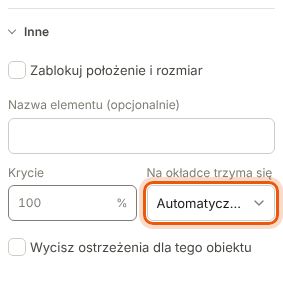 Inne
Zablokuj położenie i rozmiar
Nazwa elementu (opcjonalnie)
Krycie Na okładce trzyma się
100 % Automatycz...
Wycisz ostrzeżenia dla tego obiektu